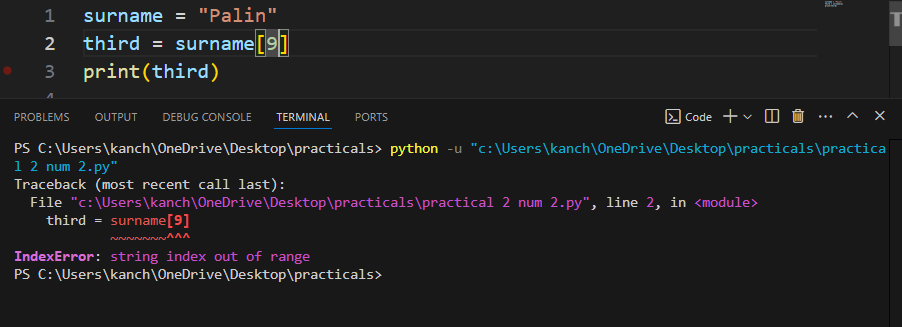 1 surname = "Palin"
2 third = surname[9]
3 print(third)
PROBLEMS OUTPUT DEBUG CONSOLE TERMINAL PORTS Code
PS C:\Users\kanch\OneDrive\Desktop\practicals> python -u "c:\Users\kanch\OneDrive\Desktop\practicals\practica
l 2 num 2.py"
Traceback (most recent call last):
  File "c:\Users\kanch\OneDrive\Desktop\practicals\practical 2 num 2.py", line 2, in <module>
    third = surname[9]
            ~~~~~~~^^^
IndexError: string index out of range
PS C:\Users\kanch\OneDrive\Desktop\practicals>